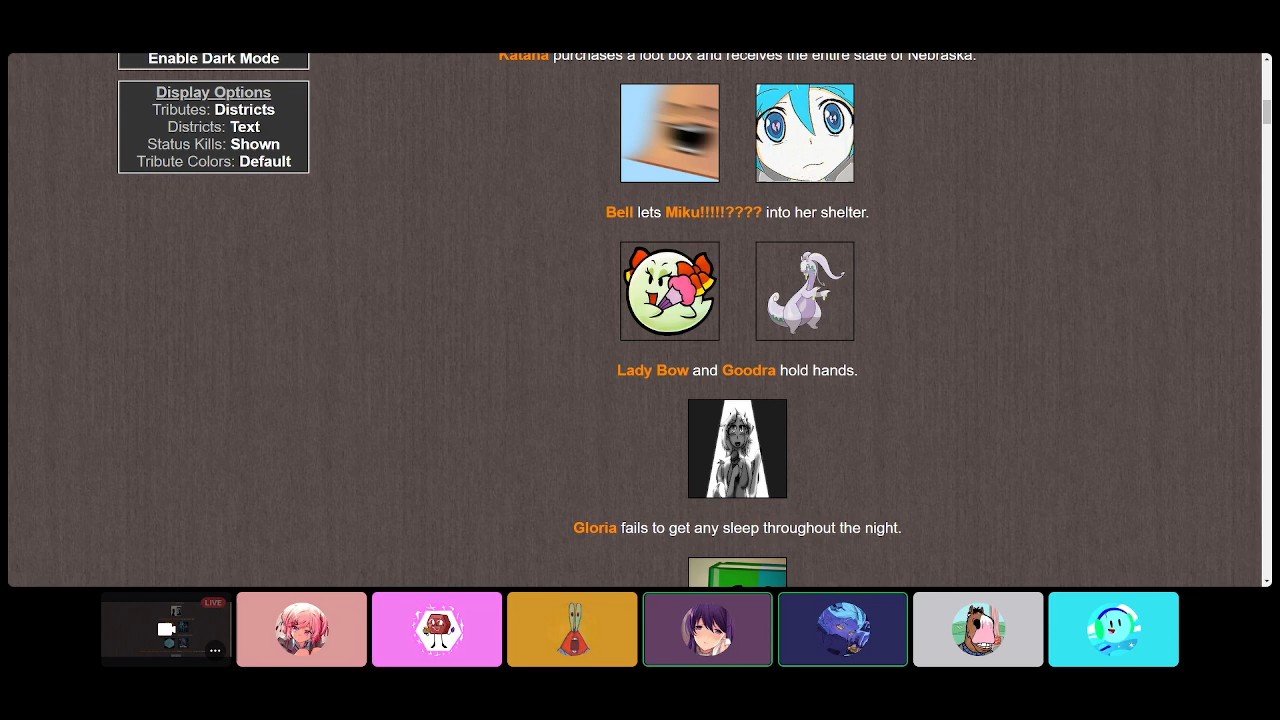 Enable Dark Mode
Display Options
Tributes: Districts
Districts: Text
Status Kills: Shown
Tribute Colors: Default
Katana purchases a loot box and receives the entire state of Nebraska.
Bell lets Miku!!!!!???? into her shelter.
Lady Bow and Goodra hold hands.
Gloria fails to get any sleep throughout the night.
LIVE